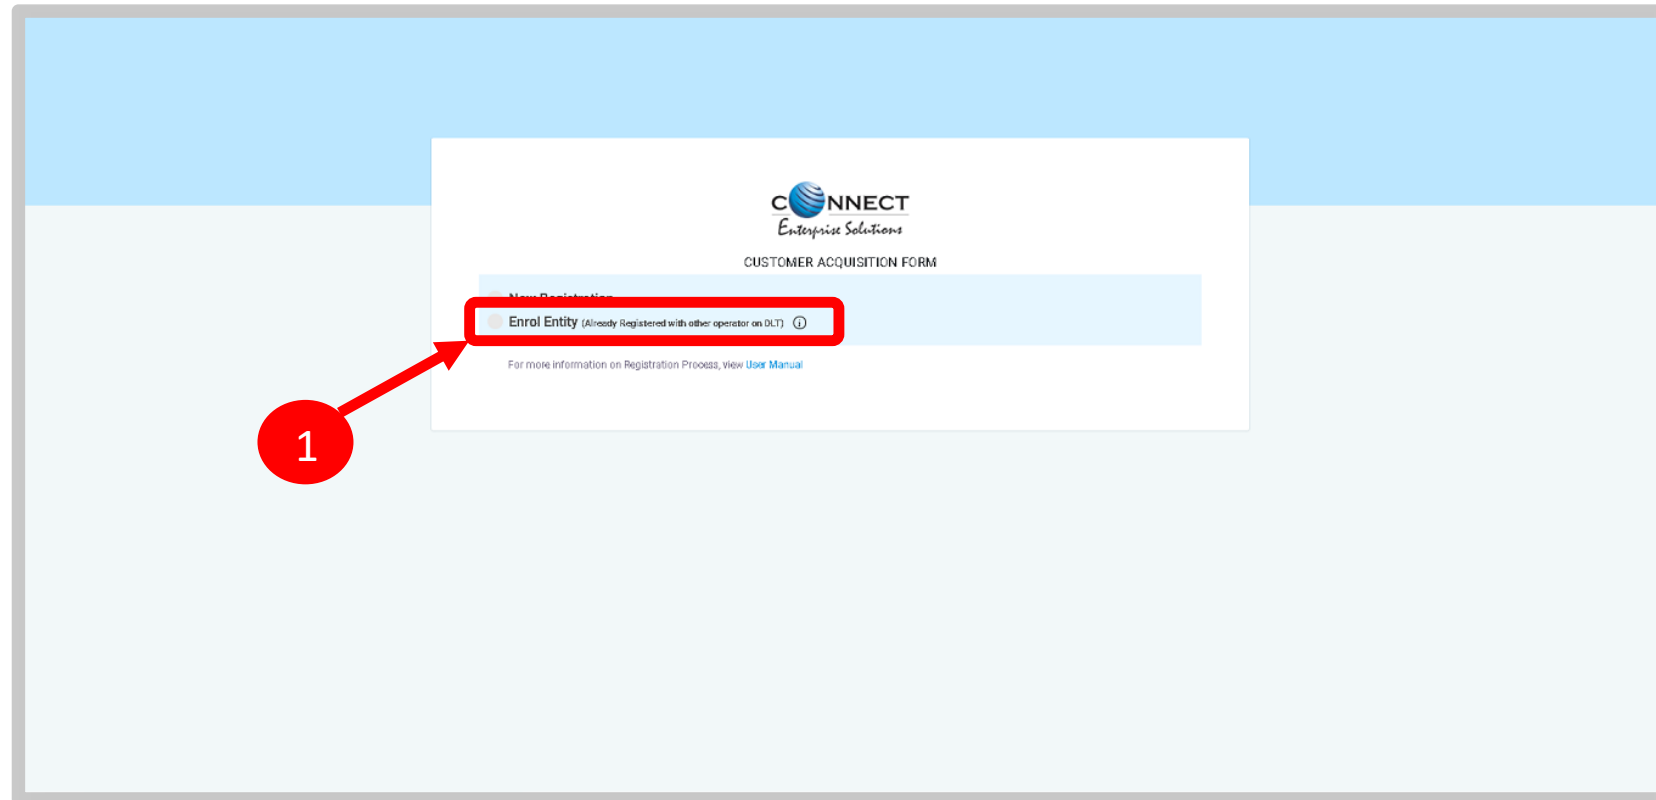 CONNECT
Enterprise Solutions
CUSTOMER ACQUISITION FORM
New Registration
Enrol Entity (Already Registered with other operator on DLT)
For more information on Registration Process, view User Manual
1